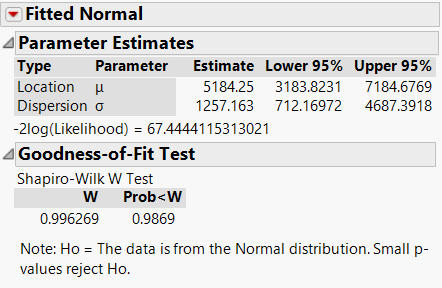 Fitted Normal
Parameter Estimates
Type Parameter Estimate Lower 95% Upper 95%
Location μ 5184.25 3183.8231 7184.6769
Dispersion σ 1257.163 712.16972 4687.3918
-2log(Likelihood) = 67.4444115313021
Goodness-of-Fit Test
Shapiro-Wilk W Test
W Prob<W
0.996269 0.9869
Note: Ho = The data is from the Normal distribution. Small p-
values reject Ho.